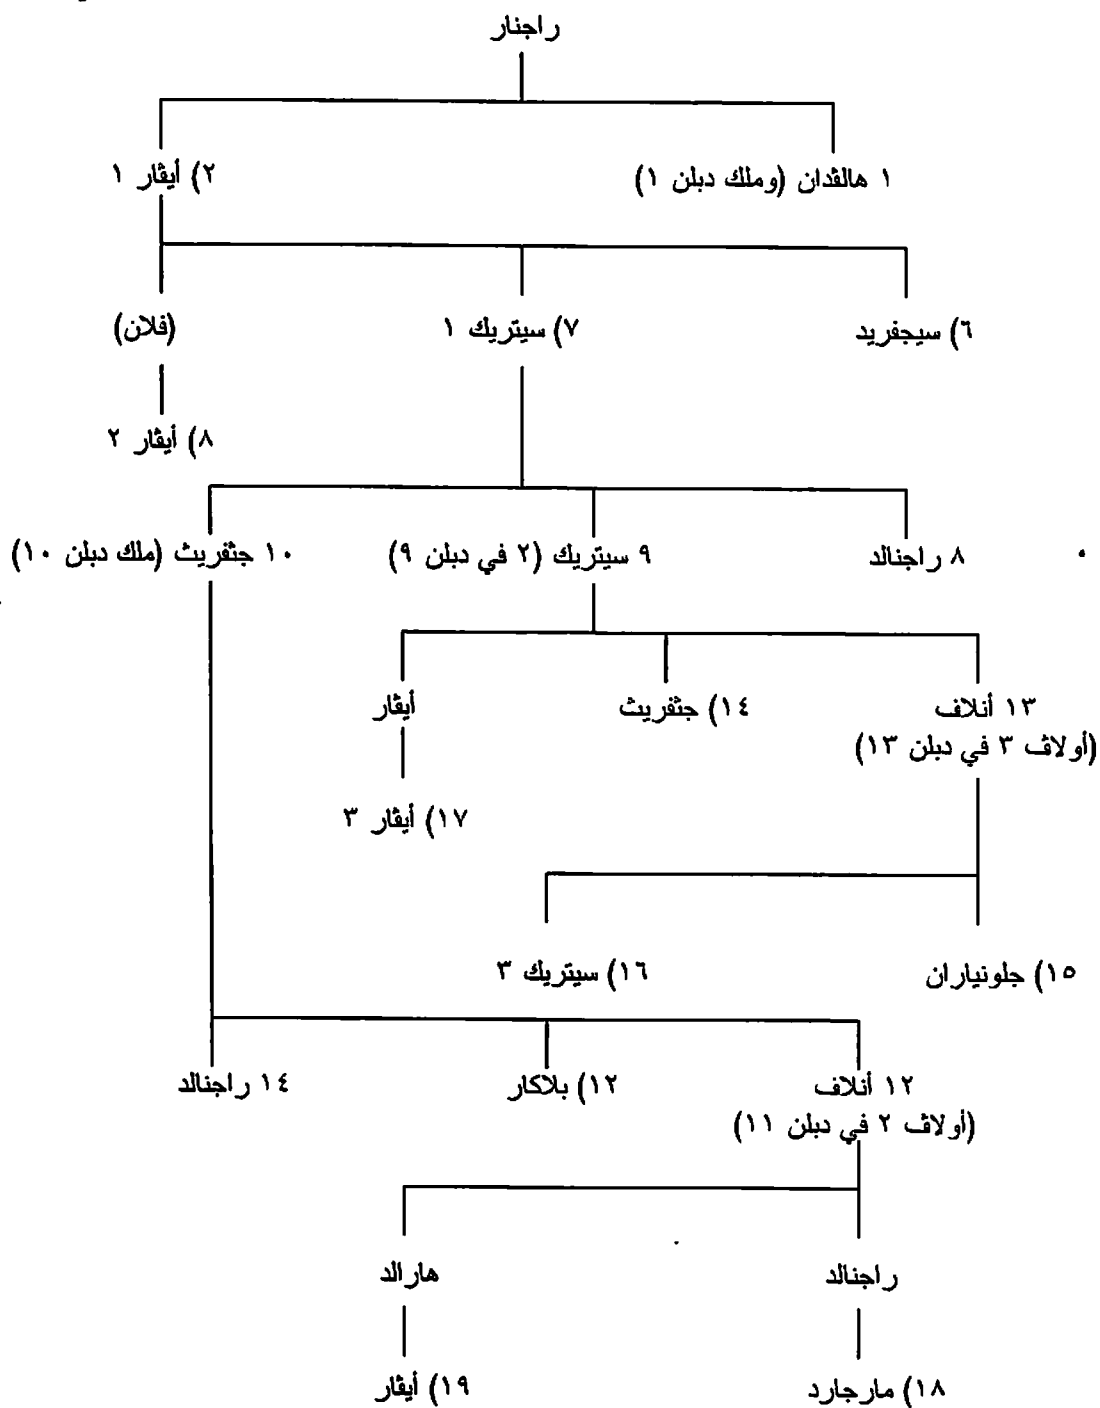 راجنار
١ هالڤدان (وملك دبلن ١)
٢) أيڤار ١
٦) سيجفريد
٧) سيتريك ١
(فلان)
٨) أيڤار ٢
٨ راجنالد
٩ سيتريك (٢ في دبلن ٩)
١٠ جثفريث (ملك دبلن ١٠)
١٣ أنلاف
(أولاڤ ٣ في دبلن ١٣)
١٤) جثفريث
أيڤار
١٧) أيڤار ٣
١٥) جلونياران
١٦) سيتريك ٣
١٢ أنلاف
(أولاڤ ٢ في دبلن ١١)
١٢) بلاكار
١٤ راجنالد
راجنالد
هارالد
١٨) مارجارد
١٩) أيڤار